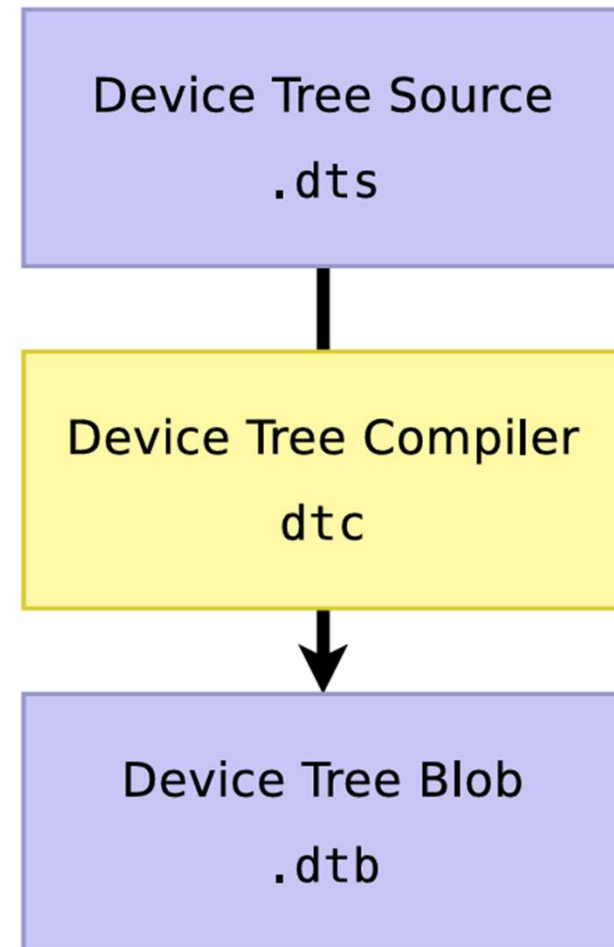 Device Tree Source
.dts
Device Tree Compiler
dtc
Device Tree Blob
.dtb